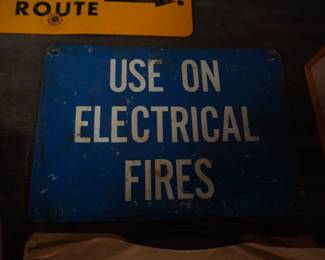 ROUTE
USE ON
ELECTRICAL
FIRES